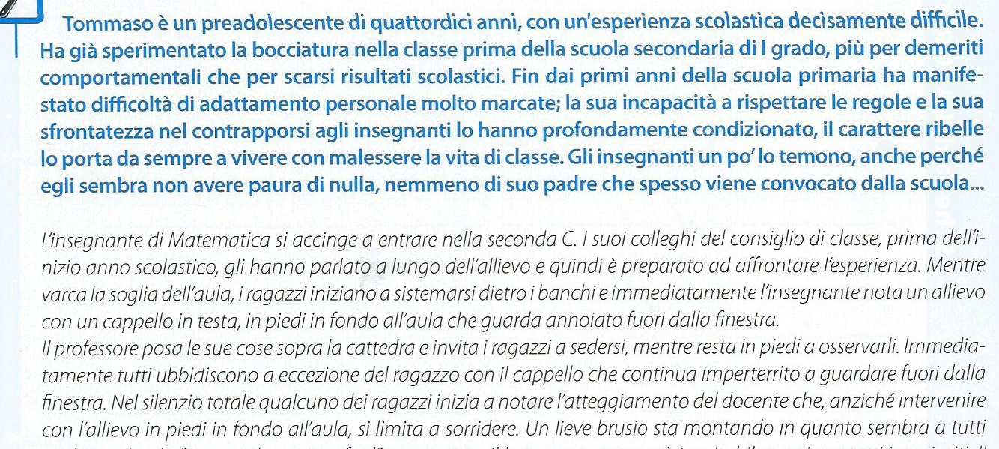 Tommaso è un preadolescente di quattordici anni, con un'esperienza scolastica decisamente difficile.
Ha già sperimentato la bocciatura nella classe prima della scuola secondaria di I grado, più per demeriti
comportamentali che per scarsi risultati scolastici. Fin dai primi anni della scuola primaria ha manife-
stato difficoltà di adattamento personale molto marcate; la sua incapacità a rispettare le regole e la sua
sfrontatezza nel contrapporsi agli insegnanti lo hanno profondamente condizionato, il carattere ribelle
lo porta da sempre a vivere con malessere la vita di classe. Gli insegnanti un po' lo temono, anche perché
egli sembra non avere paura di nulla, nemmeno di suo padre che spesso viene convocato dalla scuola...
L'insegnante di Matematica si accinge a entrare nella seconda C. I suoi colleghi del consiglio di classe, prima dell'i-
nizio anno scolastico, gli hanno parlato a lungo dell'allievo e quindi è preparato ad affrontare l'esperienza. Mentre
varca la soglia dell'aula, i ragazzi iniziano a sistemarsi dietro i banchi e immediatamente l'insegnante nota un allievo
con un cappello in testa, in piedi in fondo all'aula che guarda annoiato fuori dalla finestra.
Il professore posa le sue cose sopra la cattedra e invita i ragazzi a sedersi, mentre resta in piedi a osservarli. Immedia-
tamente tutti ubbidiscono a eccezione del ragazzo con il cappello che continua imperterrito a guardare fuori dalla
finestra. Nel silenzio totale qualcuno dei ragazzi inizia a notare l'atteggiamento del docente che, anziché intervenire
con l'allievo in piedi in fondo all'aula, si limita a sorridere. Un lieve brusio sta montando in quanto sembra a tutti